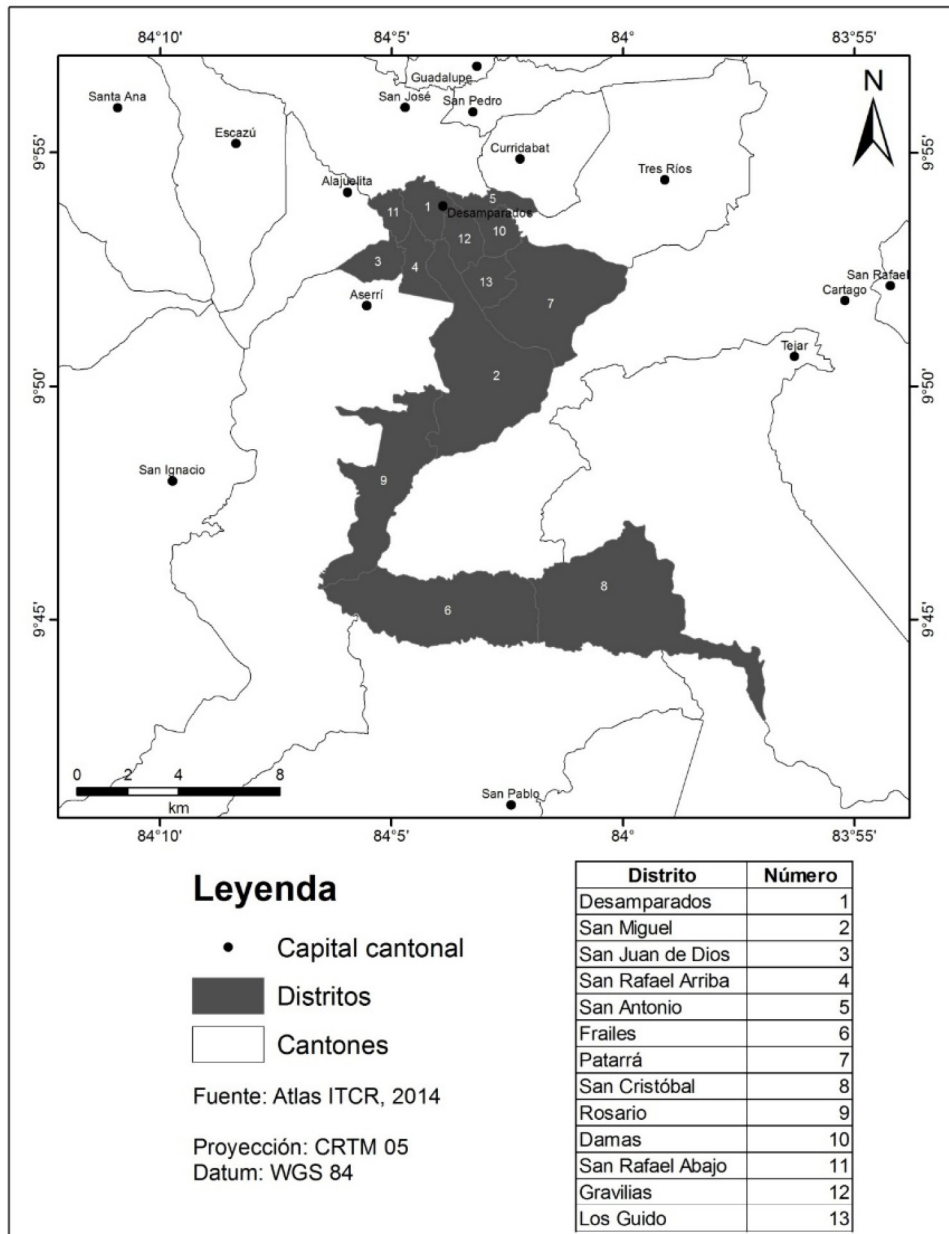 84°10'
84°5'
84°
83°55'
N
Guadalupe
Santa Ana
San José
San Pedro
Escazú
Curridabat
9°55'
9°55'
Tres Ríos
Alajuelita
5
11
1
Desamparados
12
10
3
4
13
San Rafael
Aserrí
7
Cartago
Tejar
2
9°50'
9°50'
San Ignacio
9
8
6
9°45'
9°45'
0 2 4 8
km
San Pablo
84°10'
84°5'
84°
83°55'
Leyenda
Capital cantonal
Distritos
Cantones
Fuente: Atlas ITCR, 2014
Proyección: CRTM 05
Datum: WGS 84
Distrito Número
Desamparados 1
San Miguel 2
San Juan de Dios 3
San Rafael Arriba 4
San Antonio 5
Frailes 6
Patarrá 7
San Cristóbal 8
Rosario 9
Damas 10
San Rafael Abajo 11
Gravilias 12
Los Guido 13